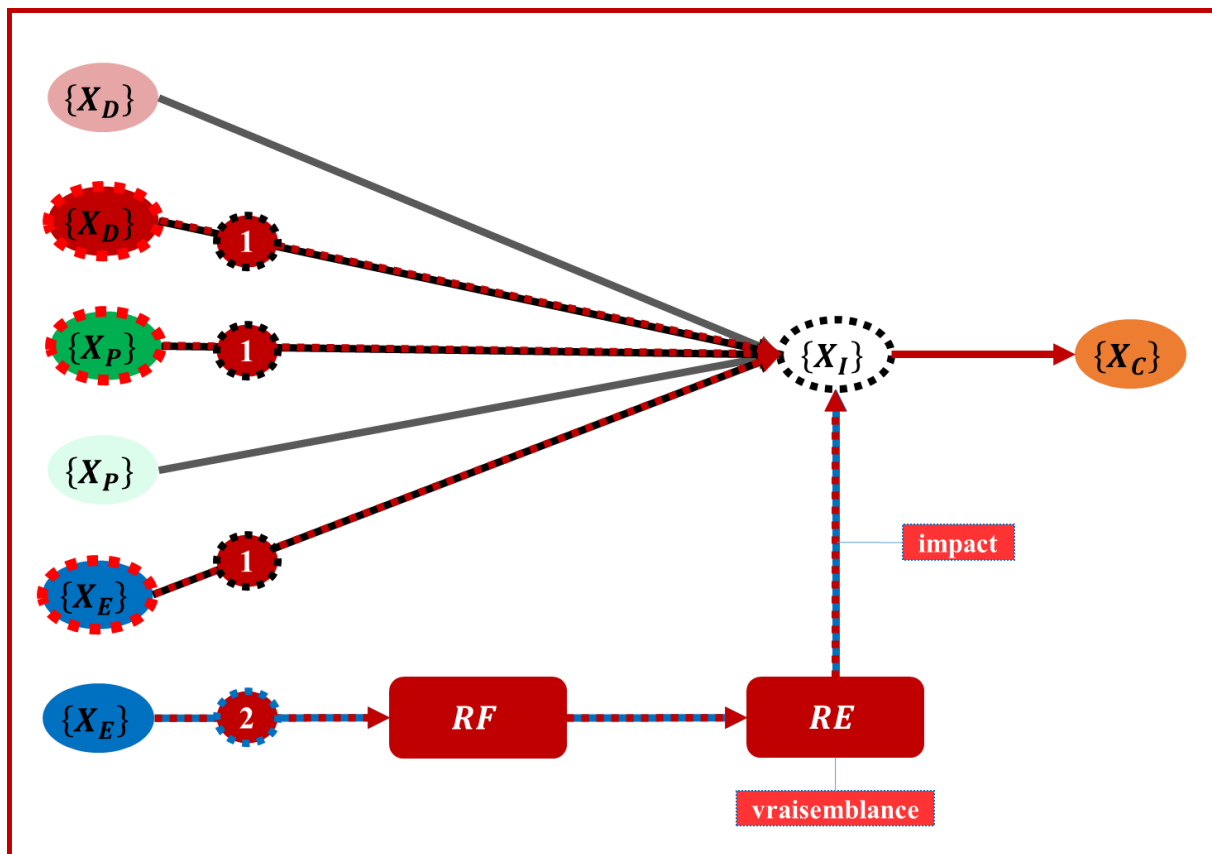 {X_D}
{X_D}
1
{X_P}
1
{X_I}
{X_C}
{X_P}
impact
{X_E}
1
{X_E}
2
RF
RE
vraisemblance